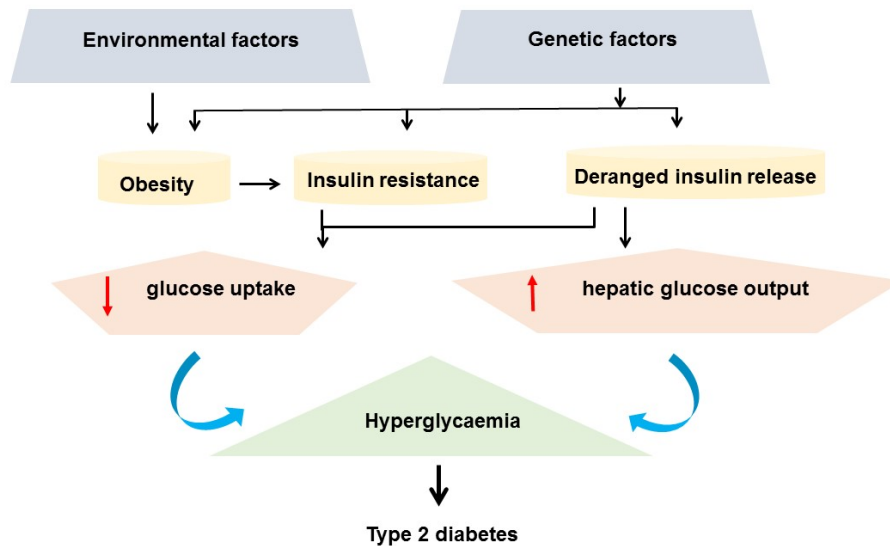 Environmental factors
Genetic factors
Obesity
Insulin resistance
Deranged insulin release
glucose uptake
hepatic glucose output
Hyperglycaemia
Type 2 diabetes